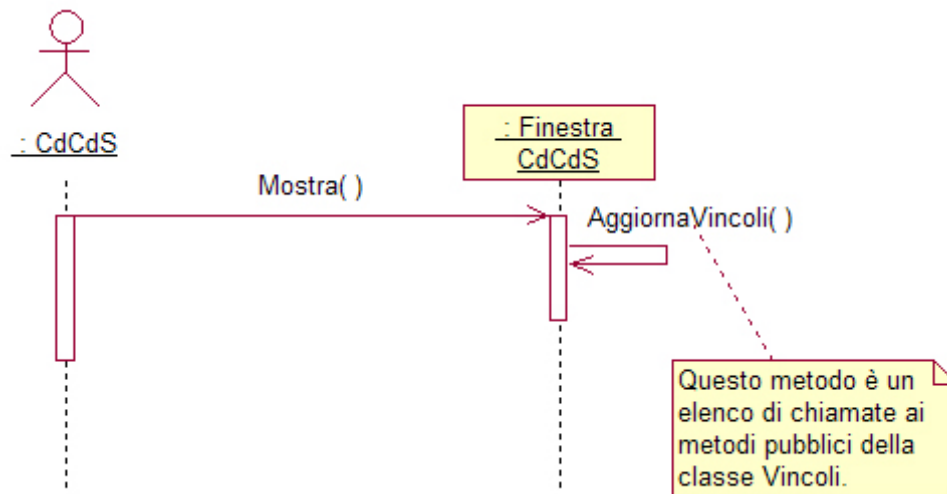 : CdCdS
: Finestra
CdCdS
Mostra( )
AggiornaVincoli( )
Questo metodo è un
elenco di chiamate ai
metodi pubblici della
classe Vincoli.